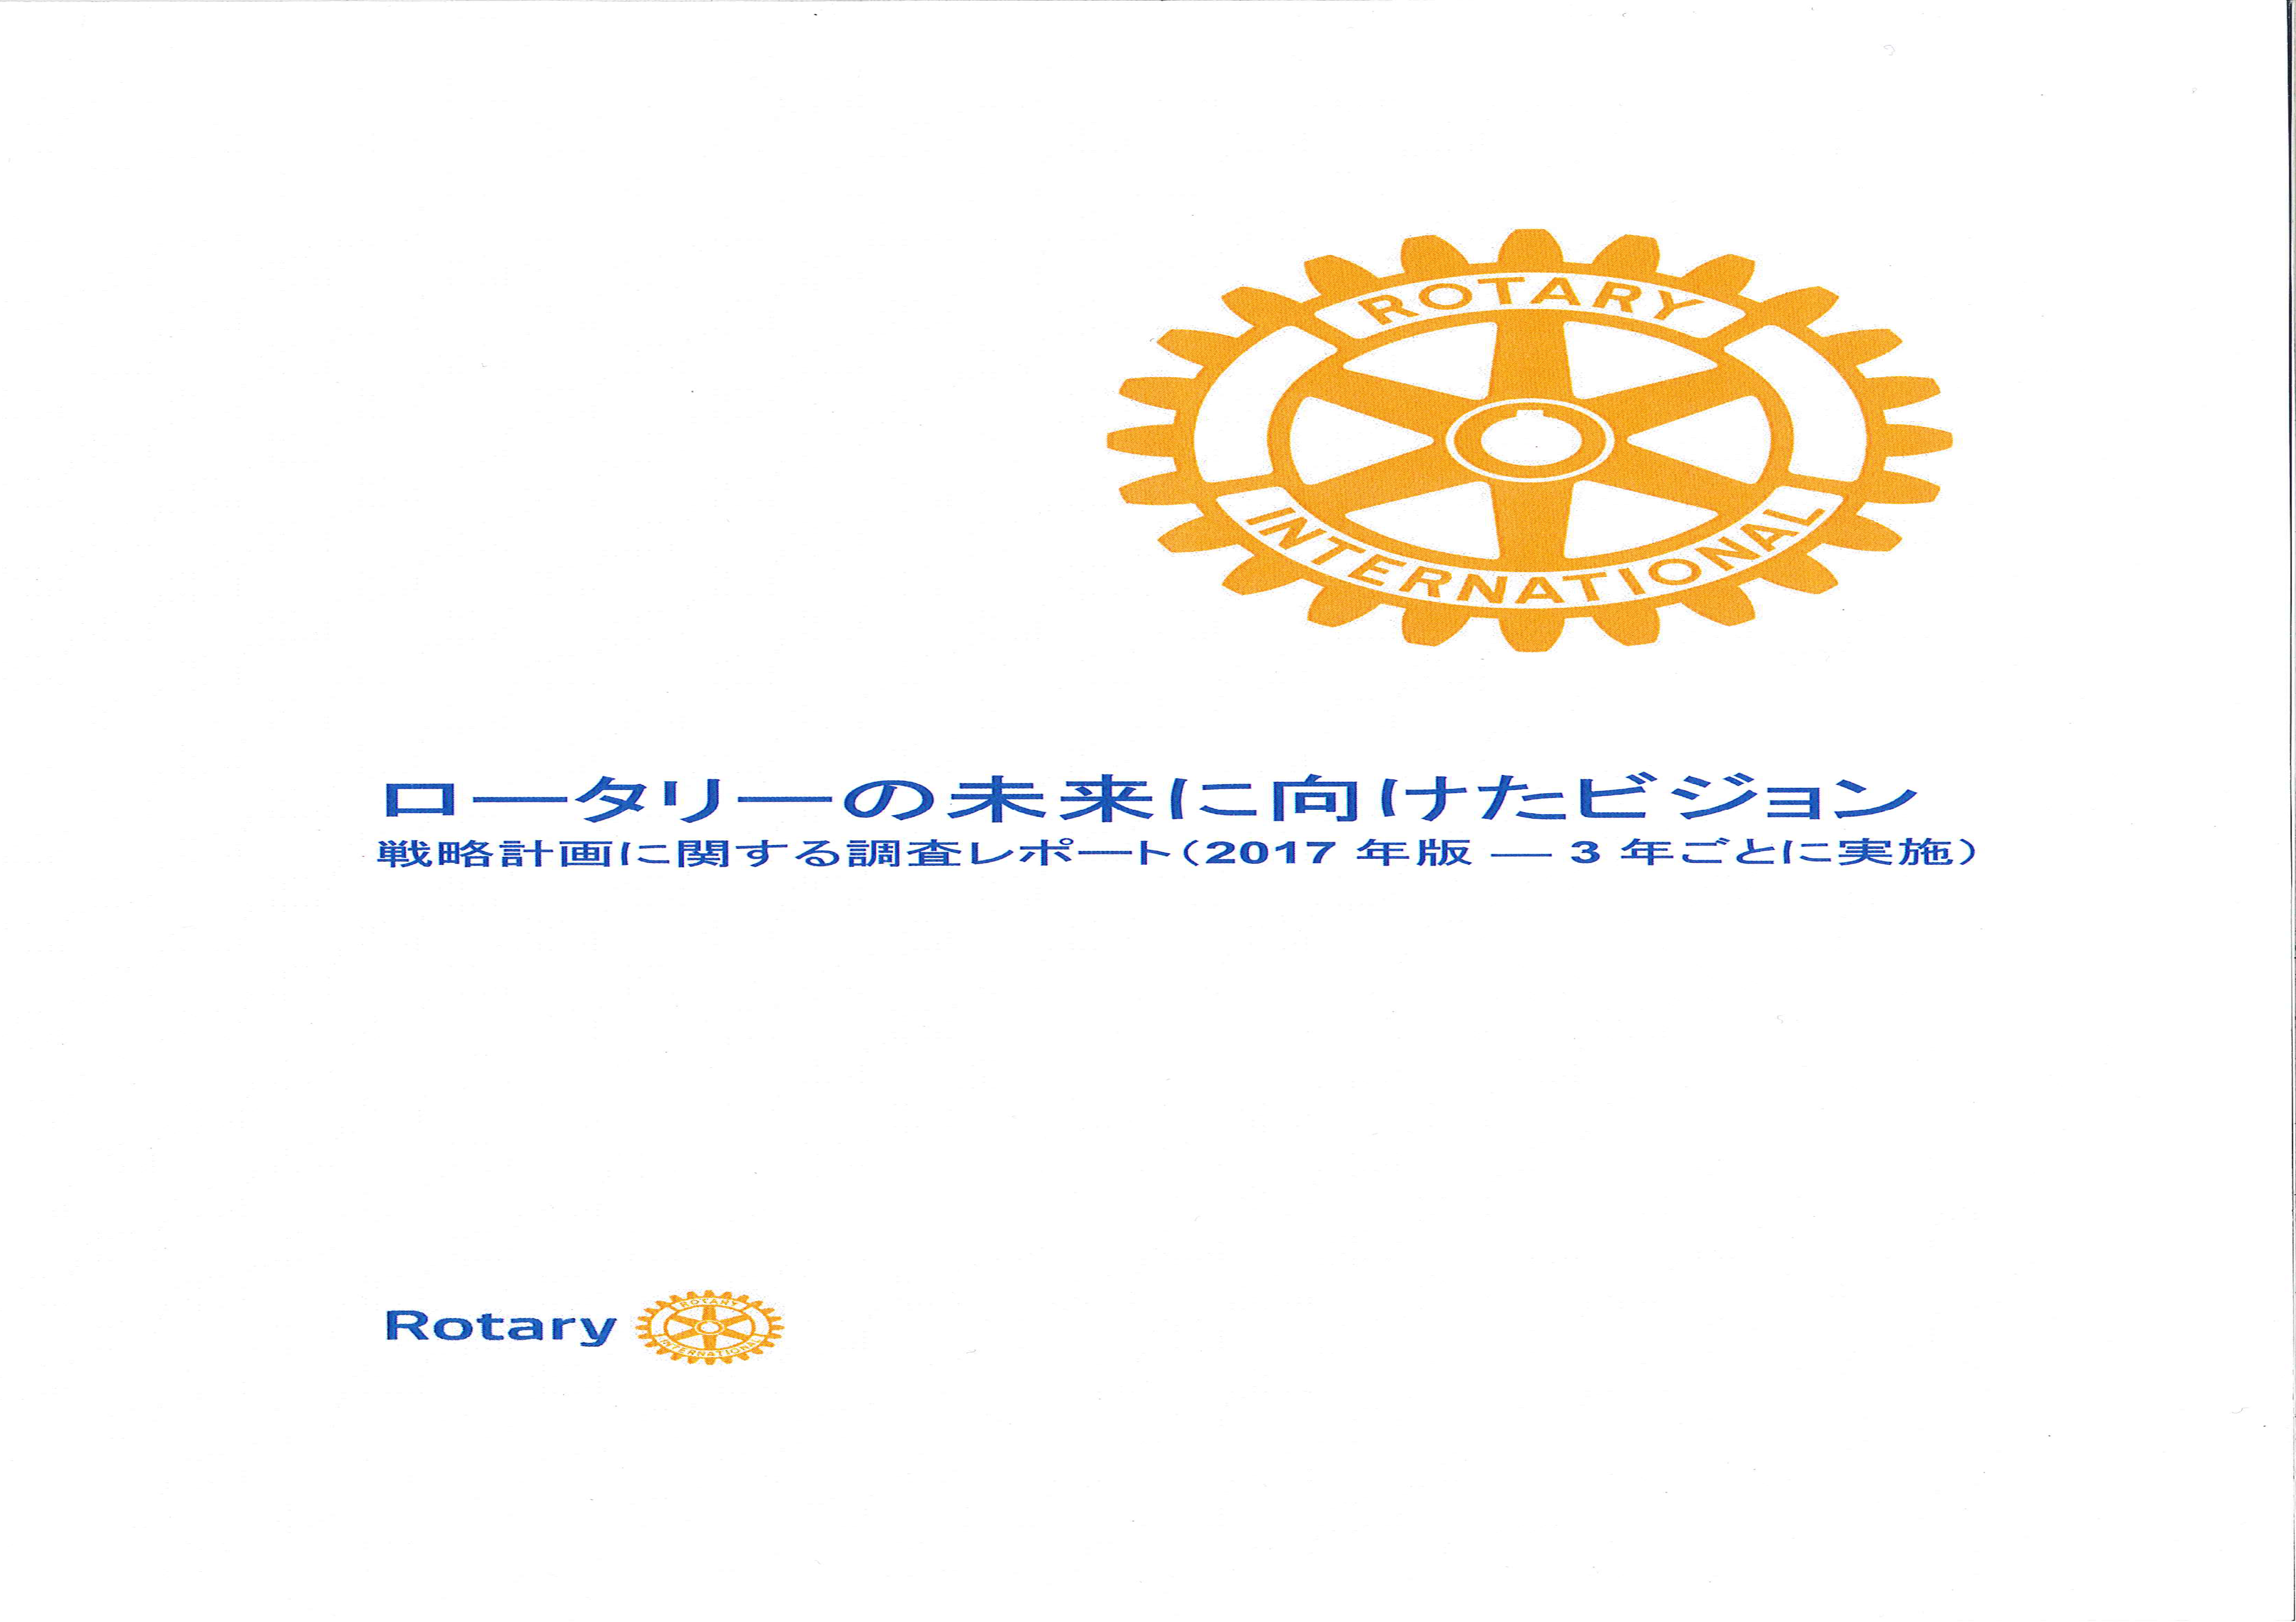 ROTARY
INTERNATIONAL
ロータリーの未来に向けたビジョン
戦略計画に関する調査レポート（2017 年版 — 3 年ごとに実施）
Rotary
ROTARY
INTERNATIONAL